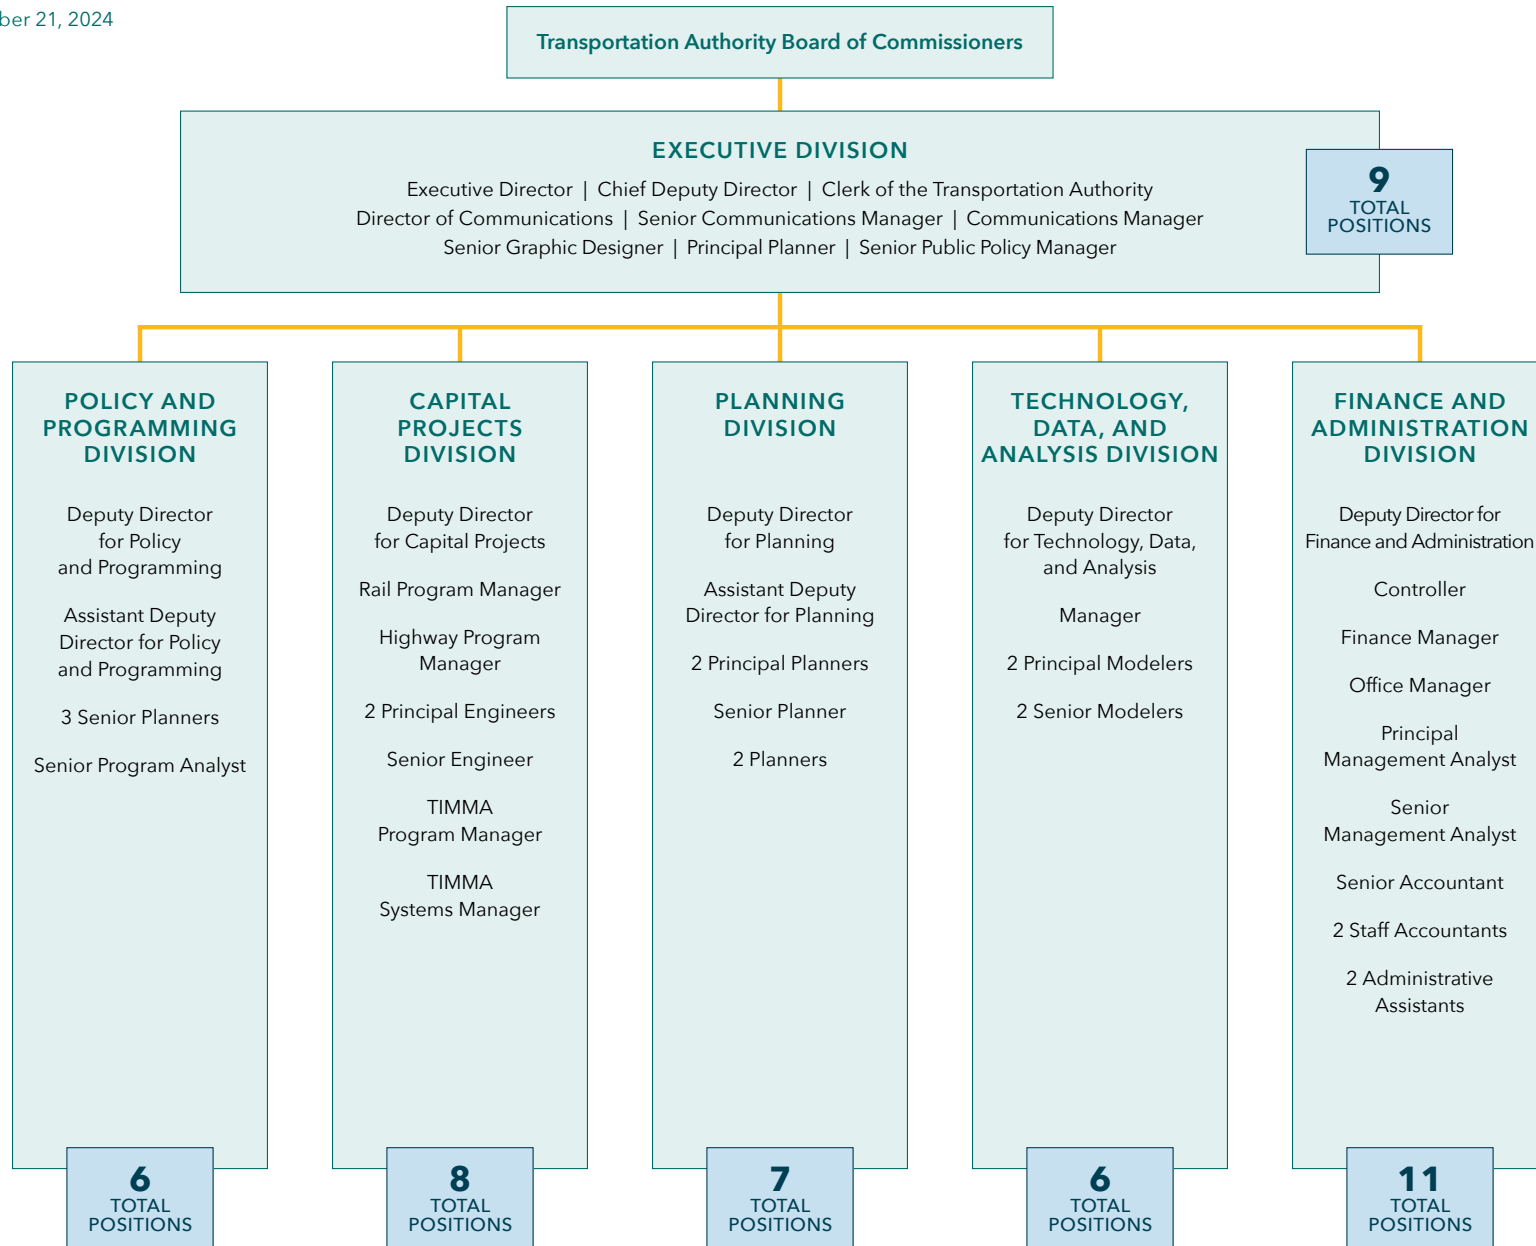 21, 2024
Transportation Authority Board of Commissioners
EXECUTIVE DIVISION
Executive Director | Chief Deputy Director | Clerk of the Transportation Authority
Director of Communications | Senior Communications Manager | Communications Manager
Senior Graphic Designer | Principal Planner | Senior Public Policy Manager
9
TOTAL
POSITIONS
POLICY AND
PROGRAMMING
DIVISION
Deputy Director
for Policy
and Programming
Assistant Deputy
Director for Policy
and Programming
3 Senior Planners
Senior Program Analyst
6
TOTAL
POSITIONS
CAPITAL
PROJECTS
DIVISION
Deputy Director
for Capital Projects
Rail Program Manager
Highway Program
Manager
2 Principal Engineers
Senior Engineer
TIMMA
Program Manager
TIMMA
Systems Manager
8
TOTAL
POSITIONS
PLANNING
DIVISION
Deputy Director
for Planning
Assistant Deputy
Director for Planning
2 Principal Planners
Senior Planner
2 Planners
7
TOTAL
POSITIONS
TECHNOLOGY,
DATA, AND
ANALYSIS DIVISION
Deputy Director
for Technology, Data,
and Analysis
Manager
2 Principal Modelers
2 Senior Modelers
6
TOTAL
POSITIONS
FINANCE AND
ADMINISTRATION
DIVISION
Deputy Director for
Finance and Administration
Controller
Finance Manager
Office Manager
Principal
Management Analyst
Senior
Management Analyst
Senior Accountant
2 Staff Accountants
2 Administrative
Assistants
11
TOTAL
POSITIONS